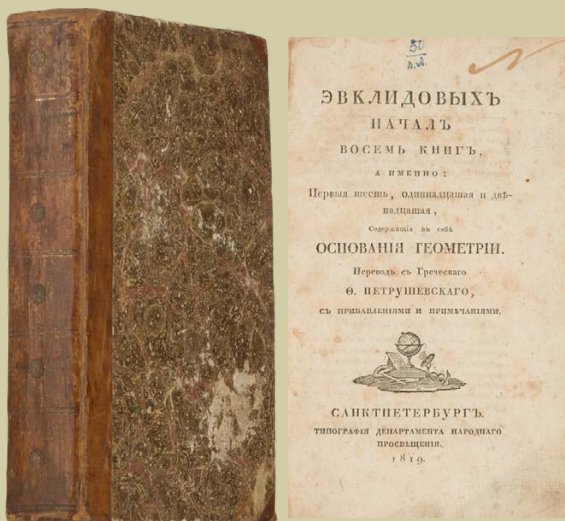 30
п.А.
ЭВКЛИДОВЫХЪ
НАЧАЛЪ
ВОСЕМЬ КНИГЪ,
А ИМЕННО:
Первыя шесть, одиннадцатая и двѣ-
надцатая,
Содержащія въ себѣ
ОСНОВАНІЯ ГЕОМЕТРІИ.
Переводъ съ Греческаго
Ѳ. ПЕТРУШЕВСКАГО,
СЪ ПРИБАВЛЕНІЯМИ И ПРИМѢЧАНІЯМИ.
САНКТПЕТЕРБУРГЪ.
ТИПОГРАФІЯ ДЕПАРТАМЕНТА НАРОДНАГО
ПРОСВѢЩЕНІЯ.
1819.